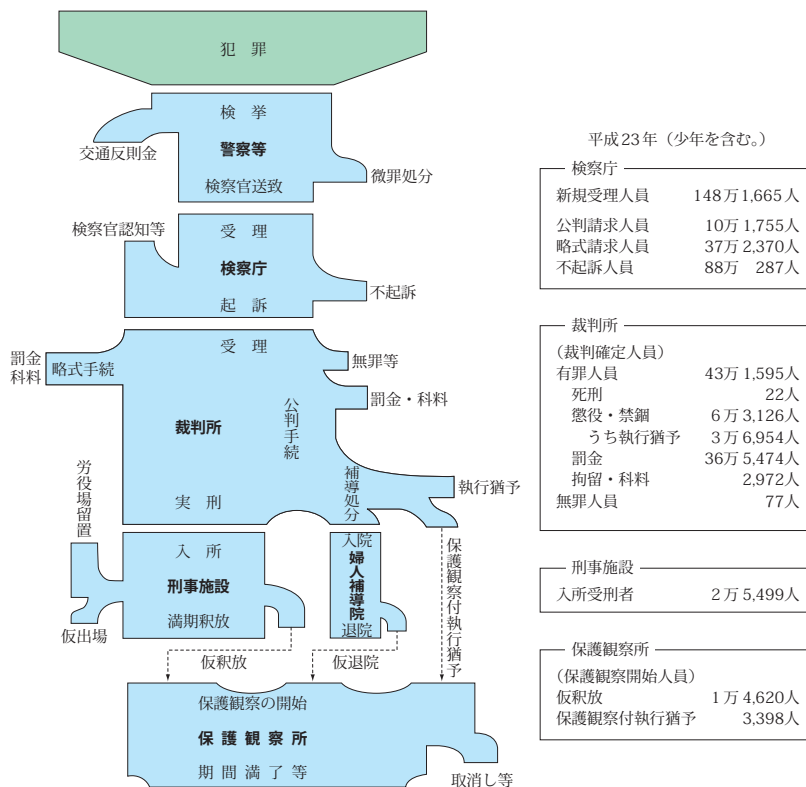 犯 罪
検 挙
警察等
検察官送致
交通反則金
微罪処分
検察官認知等
受 理
検察庁
起 訴
不起訴
受 理
罰金
科料
略式手続
無罪等
罰金・科料
公判手続
裁判所
労役場留置
実 刑
補導処分
執行猶予
入 所
刑事施設
満期釈放
仮出場
入院
婦人補導院
退院
保護観察付執行猶予
仮釈放
仮退院
保護観察の開始
保 護 観 察 所
期 間 満 了 等
取消し等
平成23年（少年を含む。）
検察庁
新規受理人員 148万1,665人
公判請求人員 10万1,755人
略式請求人員 37万2,370人
不起訴人員 88万 287人
裁判所
（裁判確定人員）
有罪人員 43万1,595人
死刑 22人
懲役・禁錮 6万3,126人
うち執行猶予 3万6,954人
罰金 36万5,474人
拘留・科料 2,972人
無罪人員 77人
刑事施設
入所受刑者 2万5,499人
保護観察所
（保護観察開始人員）
仮釈放 1万4,620人
保護観察付執行猶予 3,398人